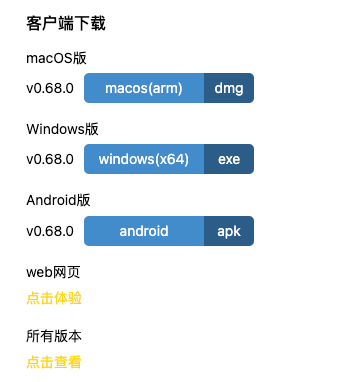 客户端下载
macOS版
v0.68.0 macos(arm) dmg
Windows版
v0.68.0 windows(x64) exe
Android版
v0.68.0 android apk
web网页
点击体验
所有版本
点击查看